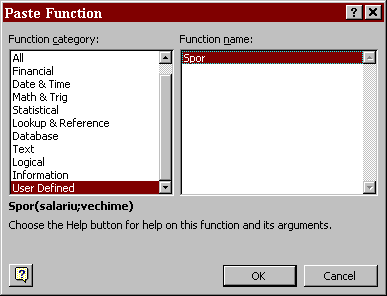 Paste Function
Function category:
Function name:
All
Financial
Date & Time
Math & Trig
Statistical
Lookup & Reference
Database
Text
Logical
Information
User Defined
Spor
Spor(salariu;vechime)
Choose the Help button for help on this function and its arguments.
OK
Cancel